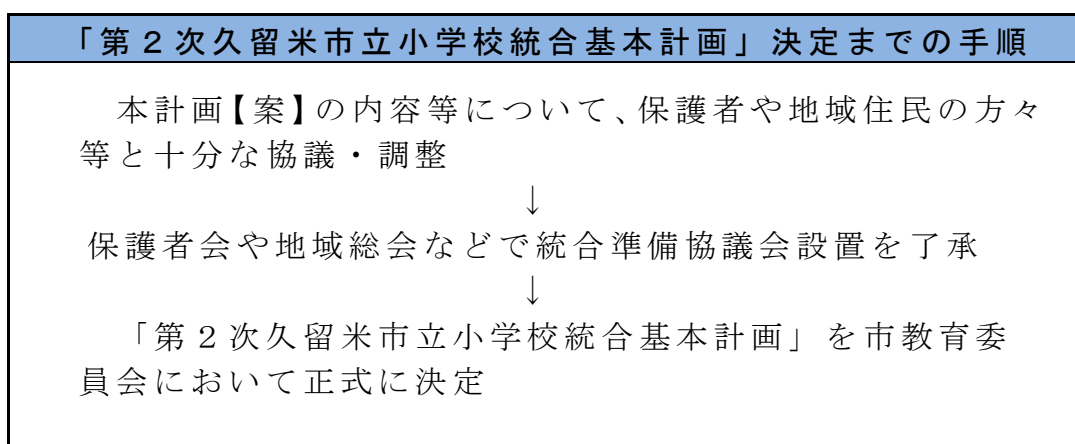 「第２次久留米市立小学校統合基本計画」決定までの手順
本計画【案】の内容等について、保護者や地域住民の方々
等と十分な協議・調整
↓
保護者会や地域総会などで統合準備協議会設置を了承
↓
「第２次久留米市立小学校統合基本計画」を市教育委
員会において正式に決定